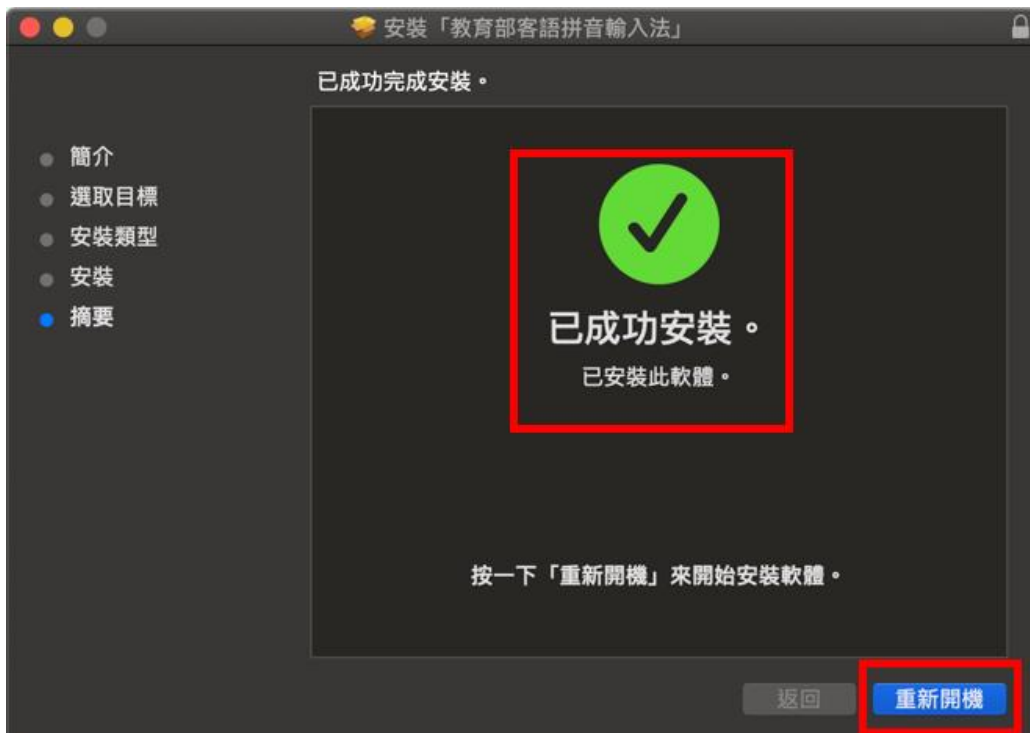 安裝「教育部客語拼音輸入法」
已成功完成安裝。
簡介
選取目標
安裝類型
安裝
摘要
已成功安裝。
已安裝此軟體。
按一下「重新開機」來開始安裝軟體。
返回
重新開機